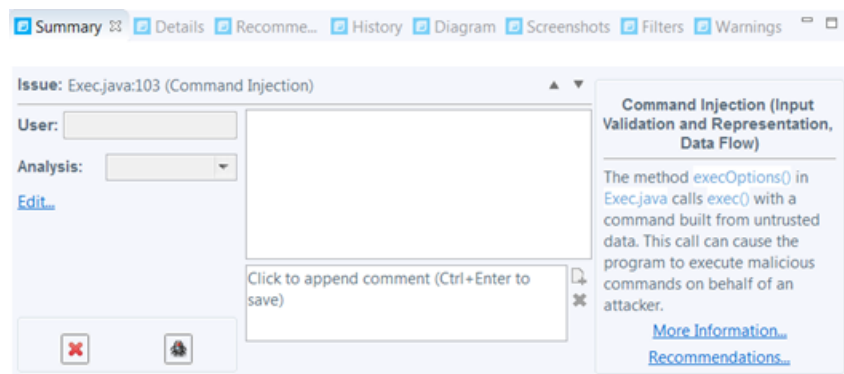 Summary Details Recomme... History Diagram Screenshots Filters Warnings
Issue: Exec.java:103 (Command Injection)
User:
Analysis:
Edit...
Click to append comment (Ctrl+Enter to
save)
Command Injection (Input
Validation and Representation,
Data Flow)
The method execOptions() in
Exec.java calls exec() with a
command built from untrusted
data. This call can cause the
program to execute malicious
commands on behalf of an
attacker.
More Information...
Recommendations...